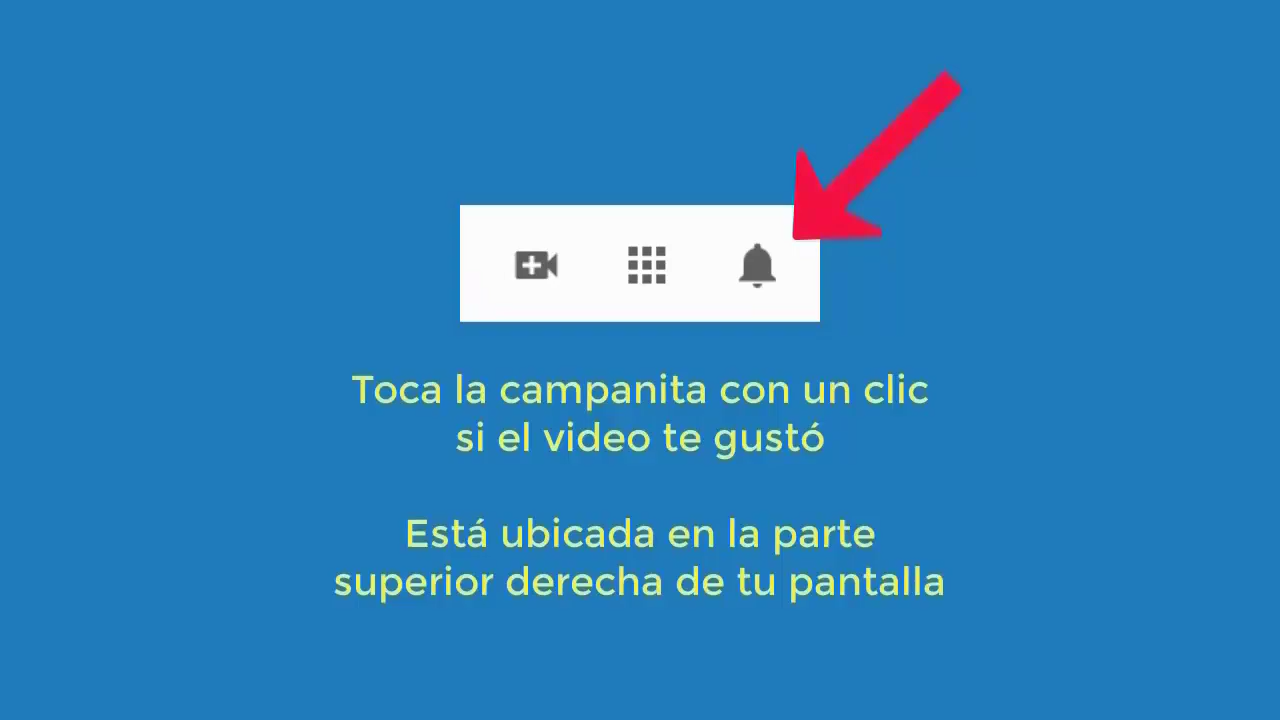 Toca la campanita con un clic
si el video te gustó
Está ubicada en la parte
superior derecha de tu pantalla